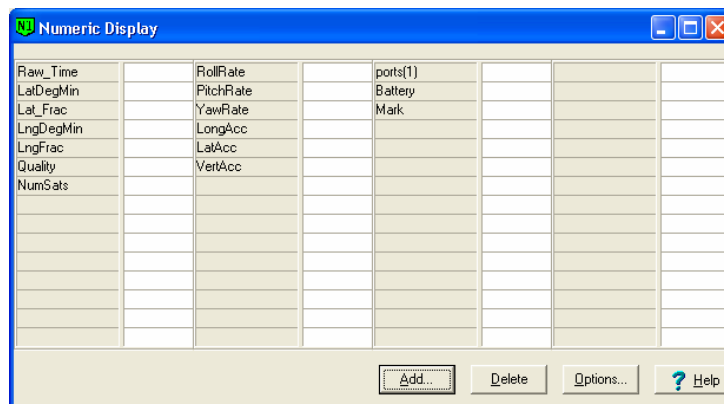 Numeric Display
Raw_Time RollRate ports(1)
LatDegMin PitchRate Battery
Lat_Frac YawRate Mark
LngDegMin LongAcc
LngFrac LatAcc
Quality VertAcc
NumSats
Add... Delete Options... ? Help